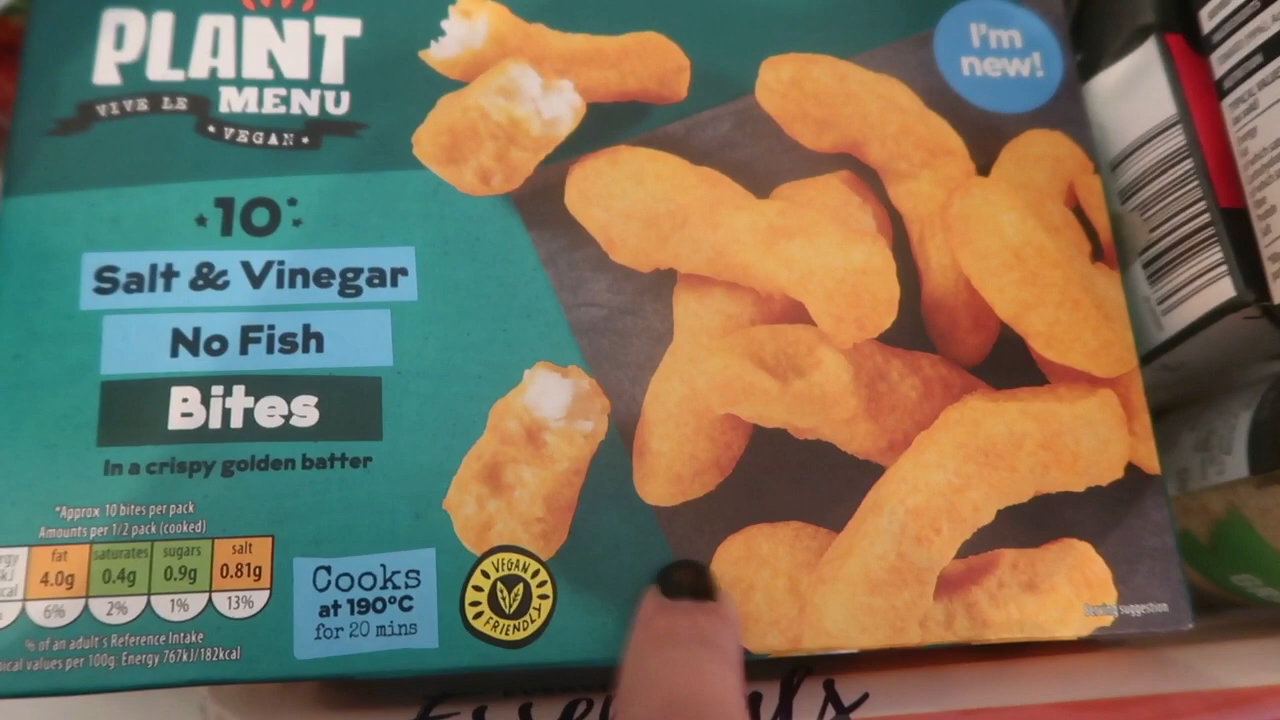 PLANT
MENU
VIVE LE
VEGAN
I'm
new!
10*
Salt & Vinegar
No Fish
Bites
In a crispy golden batter
*Approx 10 bites per pack
Amounts per 1/2 pack (cooked)
fat saturates sugars salt
4.0g 0.4g 0.9g 0.81g
6% 2% 1% 13%
% of an adult's Reference Intake
values per 100g: Energy 767kJ/182kcal
Cooks
at 190°C
for 20 mins
VEGAN
FRIENDLY
suggestion